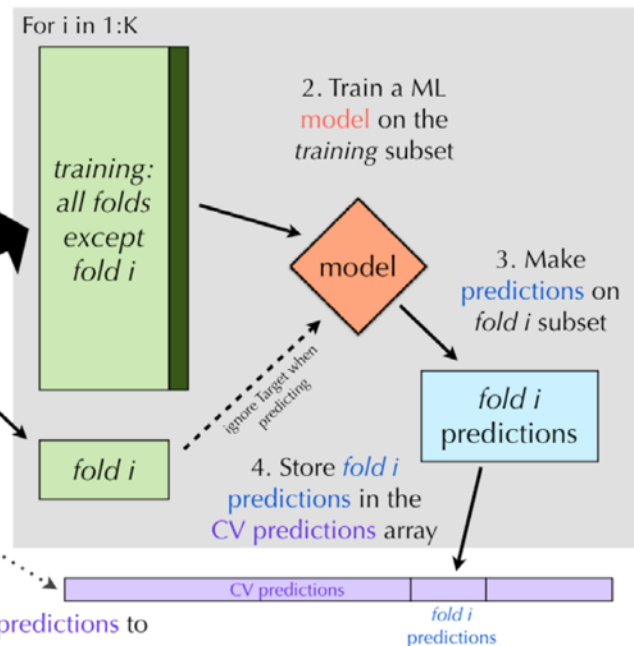 For i in 1:K
training:
all folds
except
fold i
2. Train a ML
model on the
training subset
model
3. Make
predictions on
fold i subset
ignore Target when
predicting
fold i
predictions
fold i
4. Store fold i
predictions in the
CV predictions array
CV predictions
fold i
predictions
predictions to